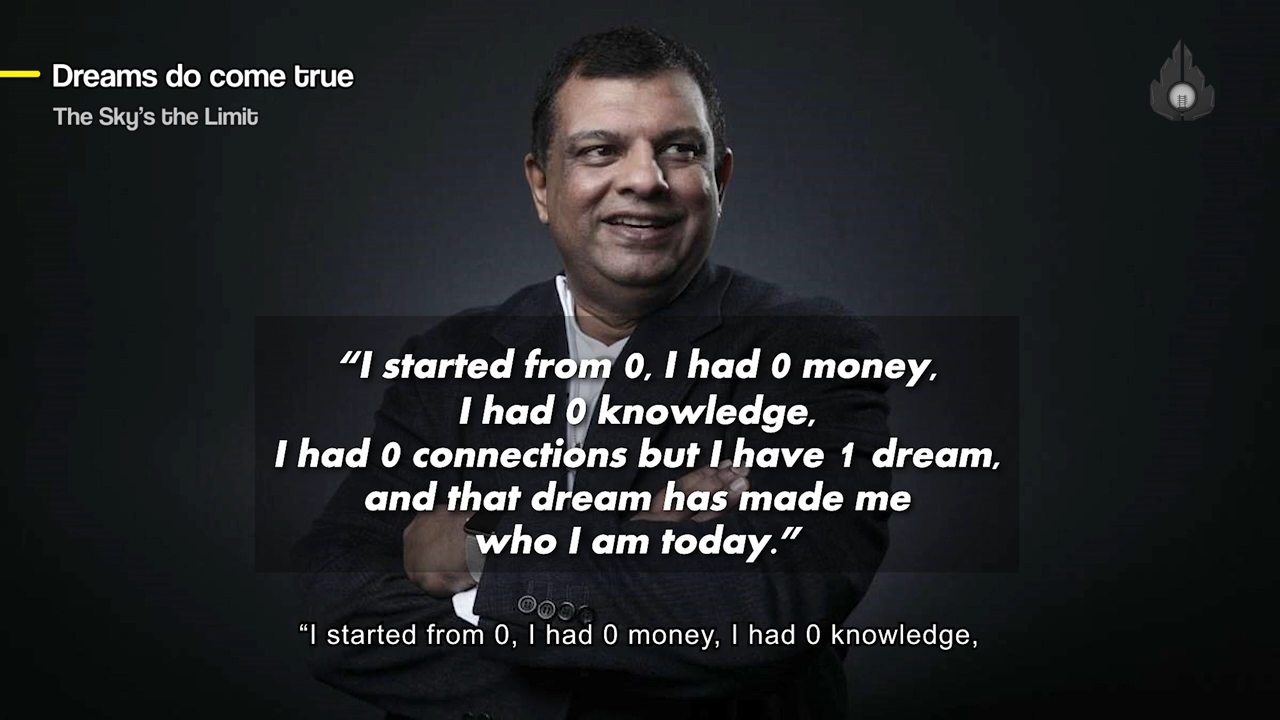 Dreams do come true
The Sky's the Limit
“I started from 0, I had 0 money,
I had 0 knowledge,
I had 0 connections but I have 1 dream,
and that dream has made me
who I am today.”
“I started from 0, I had 0 money, I had 0 knowledge,